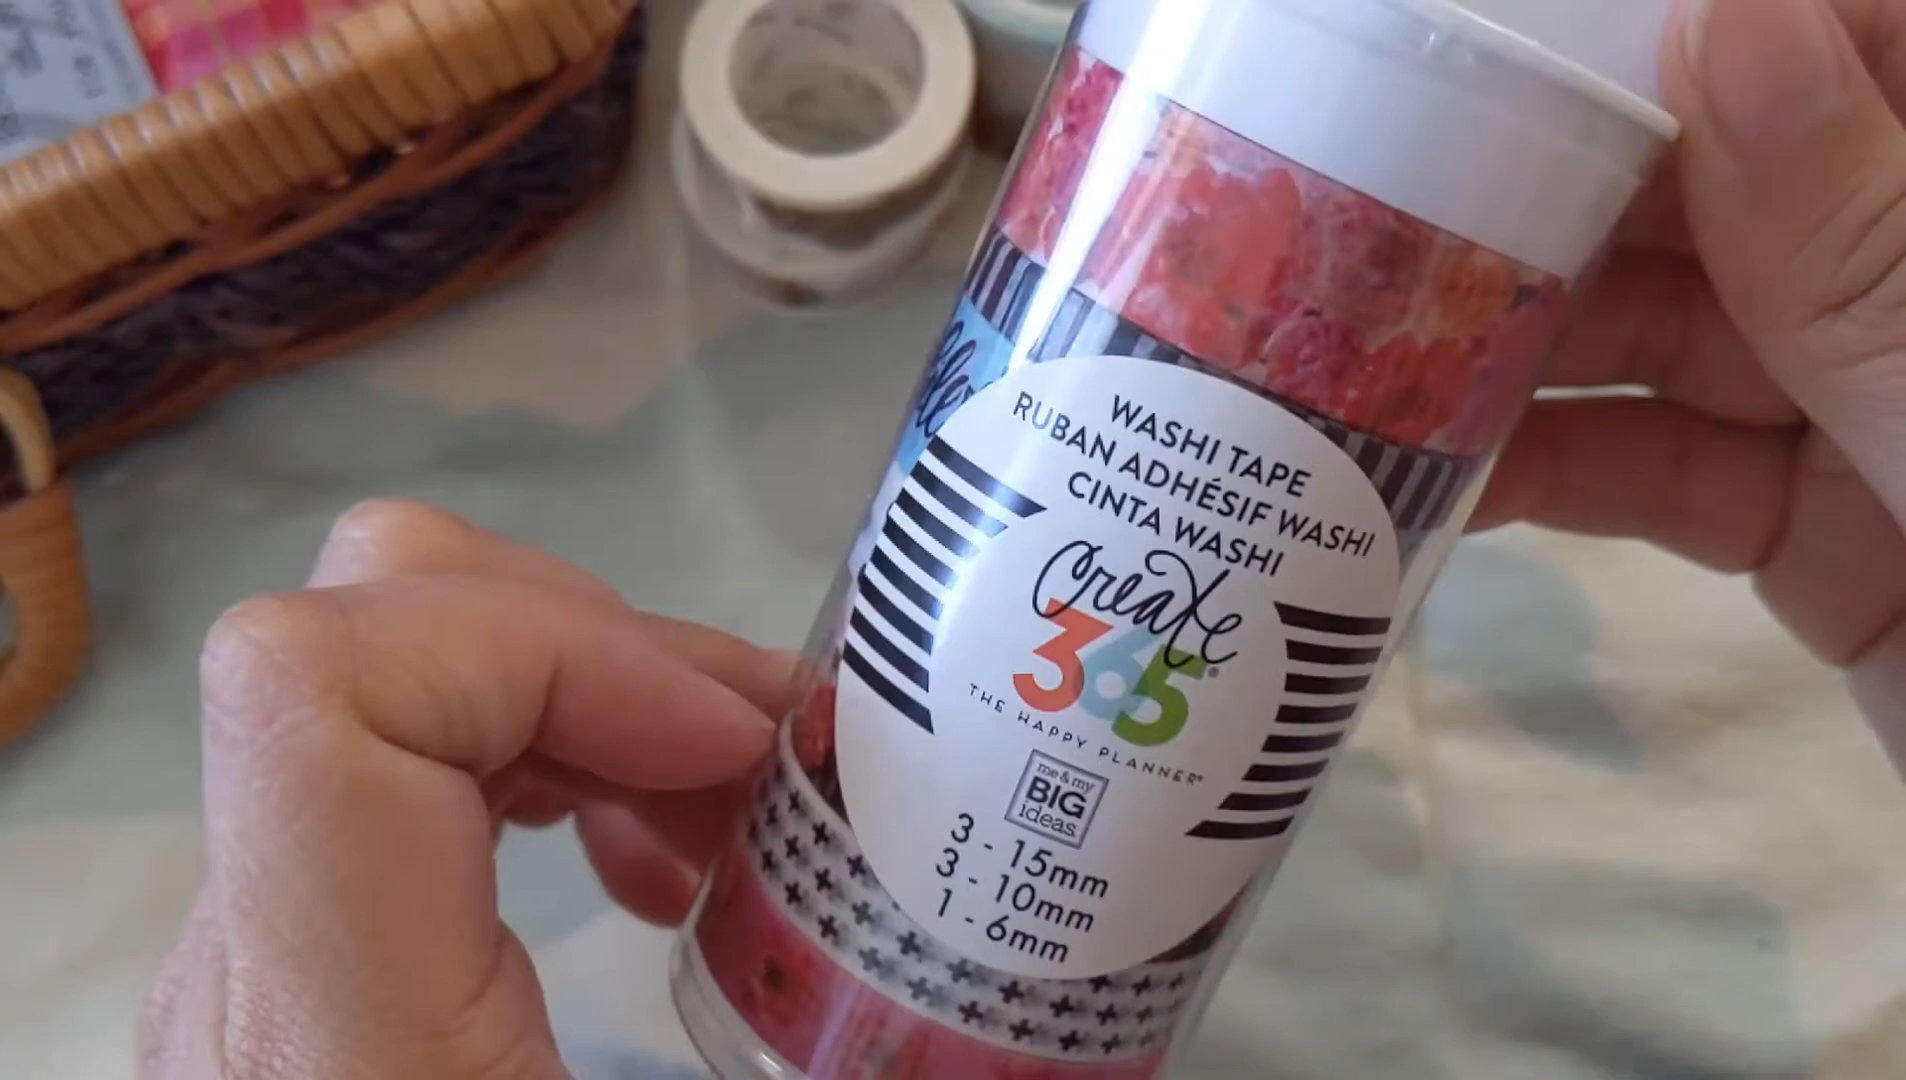 WASHI TAPE
RUBAN ADHÉSIF WASHI
CINTA WASHI
create
365®
THE HAPPY PLANNER®
me & my
BIG
ideas
3 - 15mm
3 - 10mm
1 - 6mm